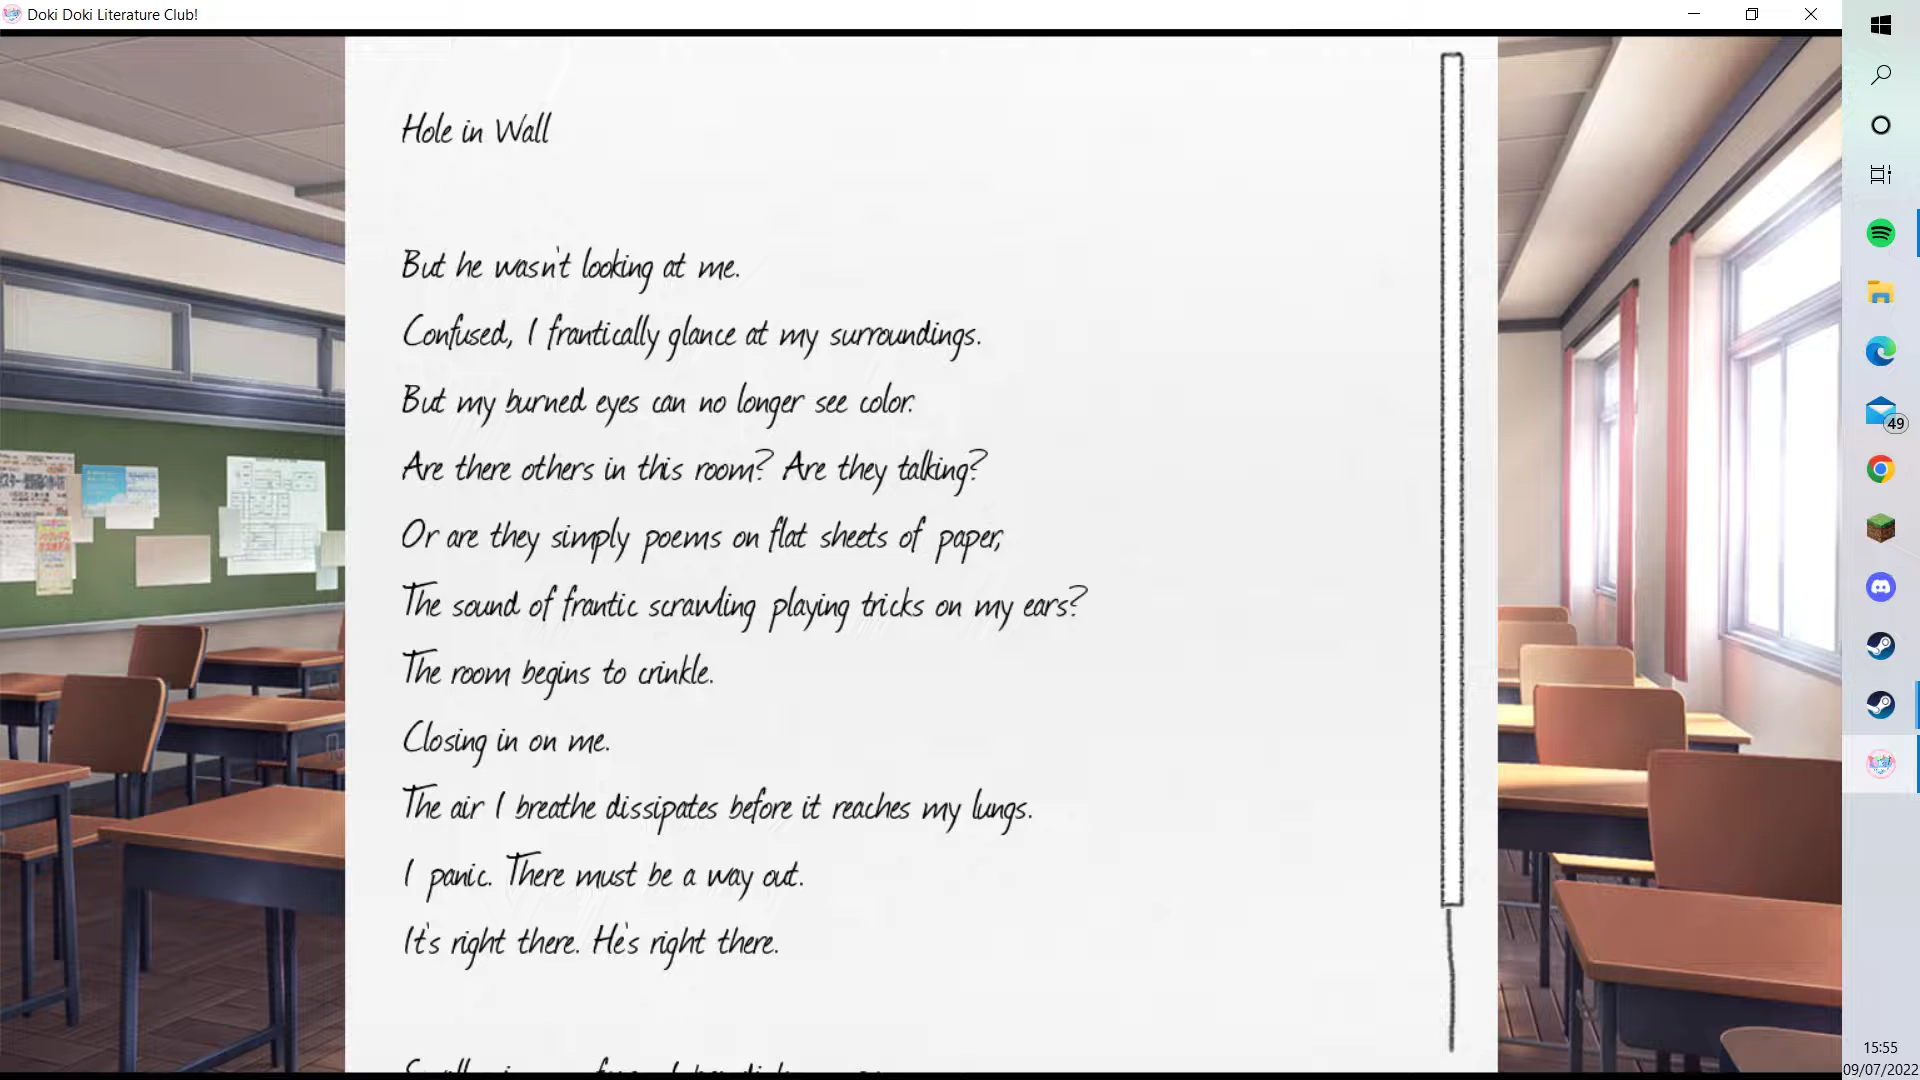 Doki Doki Literature Club!
Hole in Wall
But he wasn't looking at me.
Confused, I frantically glance at my surroundings.
But my burned eyes can no longer see color.
Are there others in this room? Are they talking?
Or are they simply poems on flat sheets of paper,
The sound of frantic scrawling playing tricks on my ears?
The room begins to crinkle.
Closing in on me.
The air I breathe dissipates before it reaches my lungs.
I panic. There must be a way out.
It's right there. He's right there.
49
15:55
09/07/2022